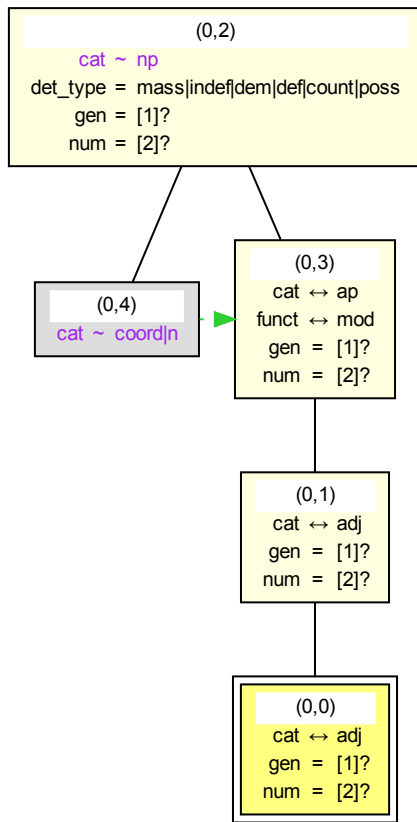 (0,2)
cat ~ np
det_type = mass|indef|dem|def|count|poss
gen = [1]?
num = [2]?
(0,4)
cat ~ coord|n
(0,3)
cat ↔ ap
funct ↔ mod
gen = [1]?
num = [2]?
(0,1)
cat ↔ adj
gen = [1]?
num = [2]?
(0,0)
cat ↔ adj
gen = [1]?
num = [2]?